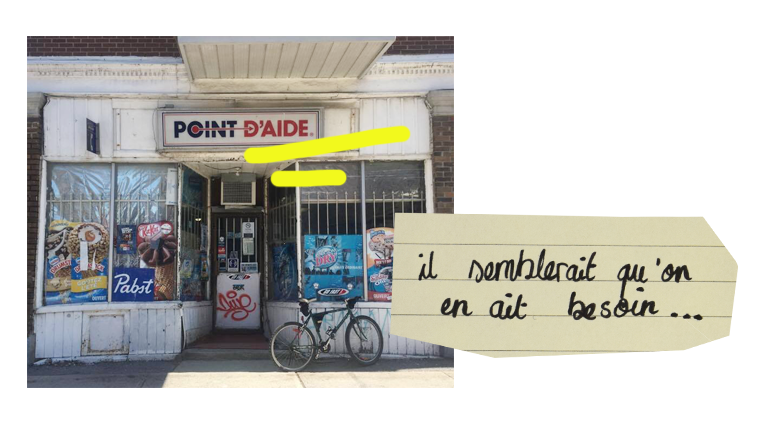 POINT D'AIDE
Pabst
il semblerait qu'on
en ait besoin...